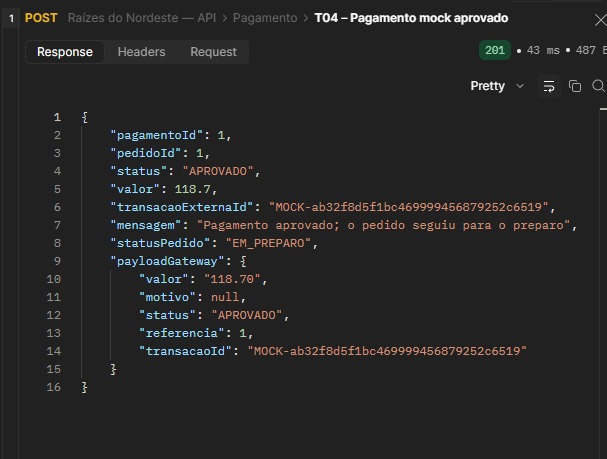 1 POST Raízes do Nordeste — API > Pagamento > T04 – Pagamento mock aprovado
Response Headers Request 201 • 43 ms • 487
Pretty
1 {
2 "pagamentoId": 1,
3 "pedidoId": 1,
4 "status": "APROVADO",
5 "valor": 118.7,
6 "transacaoExternaId": "MOCK-ab32f8d5f1bc469999456879252c6519",
7 "mensagem": "Pagamento aprovado; o pedido seguiu para o preparo",
8 "statusPedido": "EM_PREPARO",
9 "payloadGateway": {
10 "valor": "118.70",
11 "motivo": null,
12 "status": "APROVADO",
13 "referencia": 1,
14 "transacaoId": "MOCK-ab32f8d5f1bc469999456879252c6519"
15 }
16 }